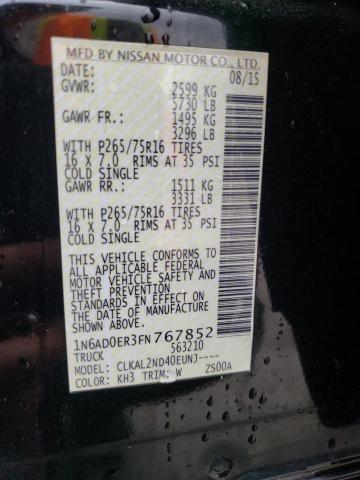 MFD BY NISSAN MOTOR CO., LTD.
DATE: 08/15
GVWR: 2599 KG
5730 LB
GAWR FR.: 1495 KG
3296 LB
WITH P265/75R16 TIRES
16 X 7.0 RIMS AT 35 PSI
COLD SINGLE
GAWR RR.: 1511 KG
3331 LB
WITH P265/75R16 TIRES
16 X 7.0 RIMS AT 35 PSI
COLD SINGLE
THIS VEHICLE CONFORMS TO
ALL APPLICABLE FEDERAL
MOTOR VEHICLE SAFETY AND
THEFT PREVENTION
STANDARDS IN EFFECT ON
THE DATE OF MANUFACTURE
1N6AD0ER3FN767852
TRUCK 563210
MODEL: CLKAL2ND40EUNJ----
COLOR: KH3 TRIM: W ZS00A